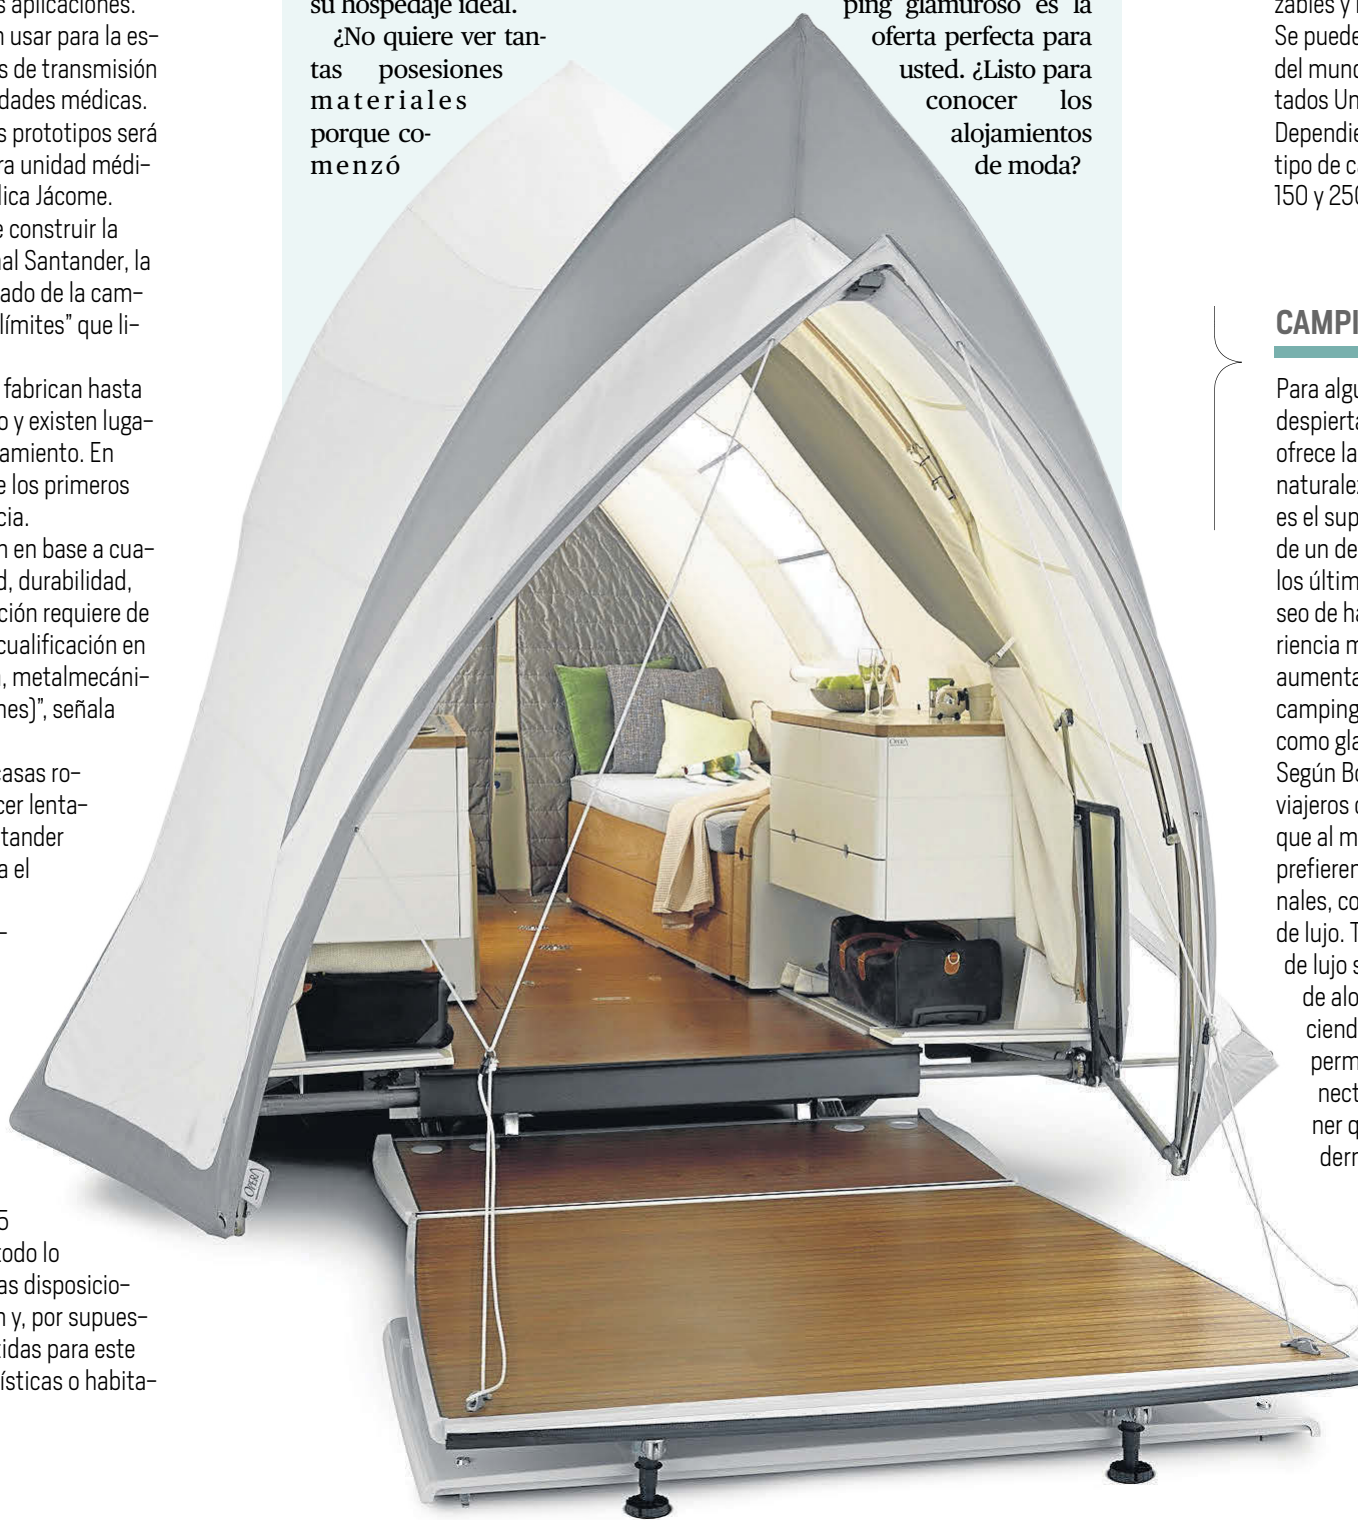 s aplicaciones.
n usar para la es-
s de transmisión
dades médicas.
s prototipos será
ra unidad médi-
lica Jácome.
e construir la
al Santander, la
ado de la cam-
límites” que li-
fabrican hasta
o y existen luga-
amiento. En
e los primeros
cia.
n en base a cua-
d, durabilidad,
ción requiere de
cualificación en
, metalmecáni-
nes)”, señala
casas ro-
cer lenta-
tander
a el
-
5
todo lo
as disposicio-
n y, por supues-
tidas para este
ísticas o habita-
su hospedaje ideal.
¿No quiere ver tan-
tas posesiones
materiales
porque co-
menzó
ping glamuroso es la
oferta perfecta para
usted. ¿Listo para
conocer los
alojamientos
de moda?
OPERA
OPERA
zables y
Se puede
del mund
tados Un
Dependie
tipo de c
150 y 250
CAMPI
Para algu
despierta
ofrece la
naturalez
es el sup
de un de
los últim
seo de ha
riencia m
aumenta
camping
como gla
Según Bo
viajeros
que al m
prefieren
nales, co
de lujo. T
de lujo s
de alo
ciend
perm
nect
ner q
derr